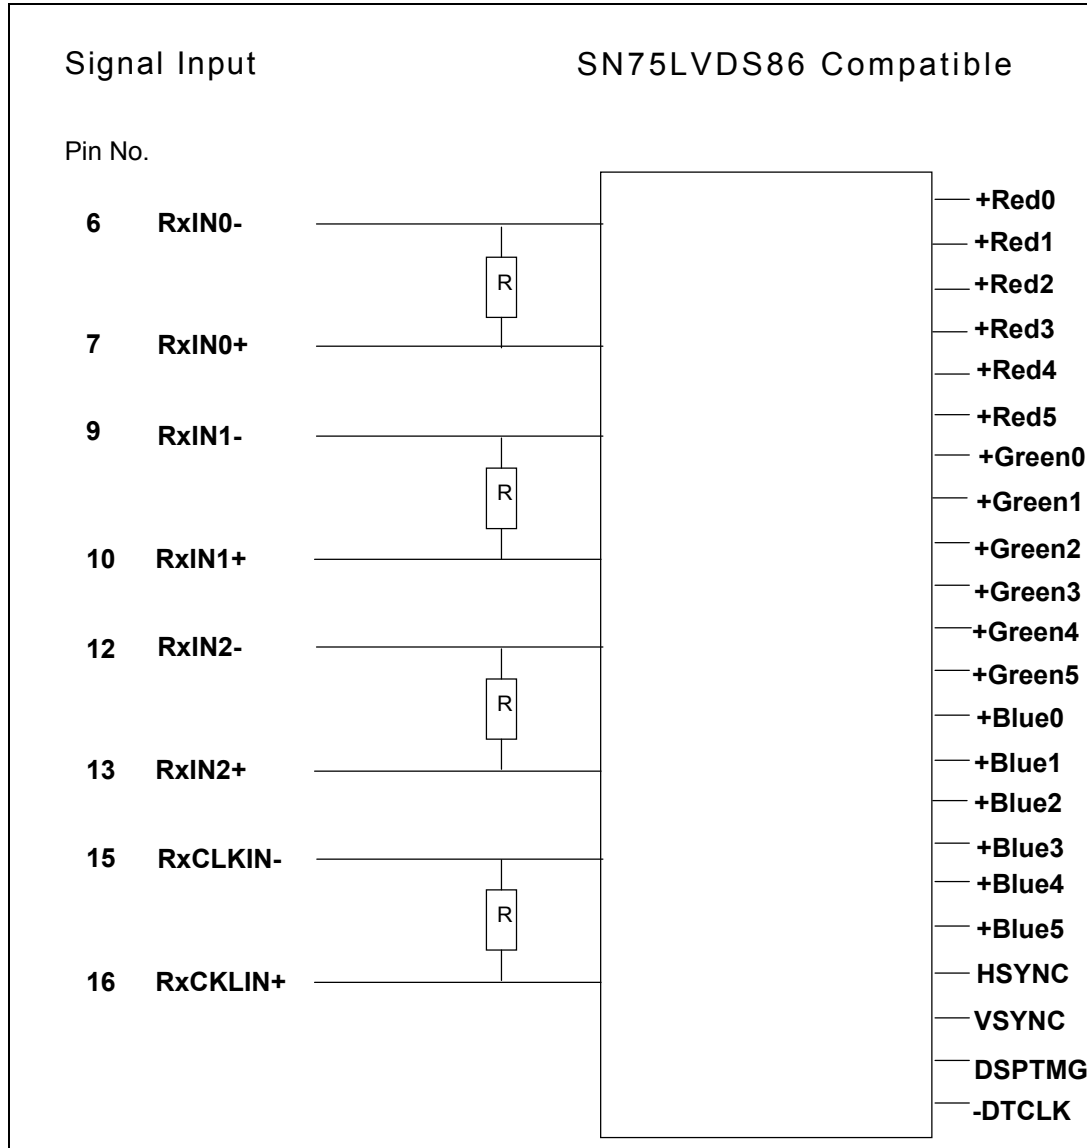 Signal Input
SN75LVDS86 Compatible
Pin No.
6 RxIN0-
R
7 RxIN0+
9 RxIN1-
R
10 RxIN1+
12 RxIN2-
R
13 RxIN2+
15 RxCLKIN-
R
16 RxCKLIN+
+Red0
+Red1
+Red2
+Red3
+Red4
+Red5
+Green0
+Green1
+Green2
+Green3
+Green4
+Green5
+Blue0
+Blue1
+Blue2
+Blue3
+Blue4
+Blue5
HSYNC
VSYNC
DSPTMG
-DTCLK